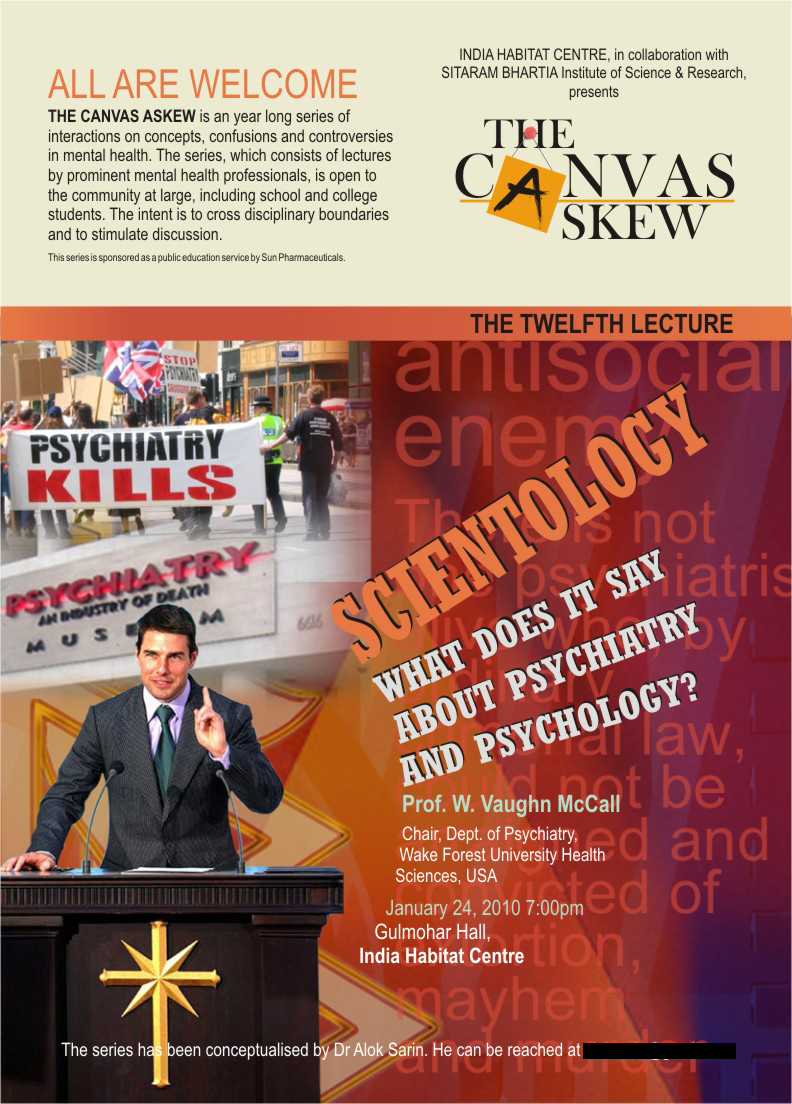 INDIA HABITAT CENTRE, in collaboration with
SITARAM BHARTIA Institute of Science & Research,
presents
THE
CANVAS
ASKEW
ALL ARE WELCOME
THE CANVAS ASKEW is an year long series of
interactions on concepts, confusions and controversies
in mental health. The series, which consists of lectures
by prominent mental health professionals, is open to
the community at large, including school and college
students. The intent is to cross disciplinary boundaries
and to stimulate discussion.
This series is sponsored as a public education service by Sun Pharmaceuticals.
THE TWELFTH LECTURE
STOP
PSYCHIATRY
PSYCHIATRY
KILLS
PSYCHIATRY
AN INDUSTRY OF DEATH
6616
antisocial
enemy
not
law,
not be
and
of
mayhem
and murder
SCIENTOLOGY
WHAT DOES IT SAY
ABOUT PSYCHIATRY
AND PSYCHOLOGY?
Prof. W. Vaughn McCall
Chair, Dept. of Psychiatry,
Wake Forest University Health
Sciences, USA
January 24, 2010 7:00pm
Gulmohar Hall,
India Habitat Centre
The series has been conceptualised by Dr Alok Sarin. He can be reached at